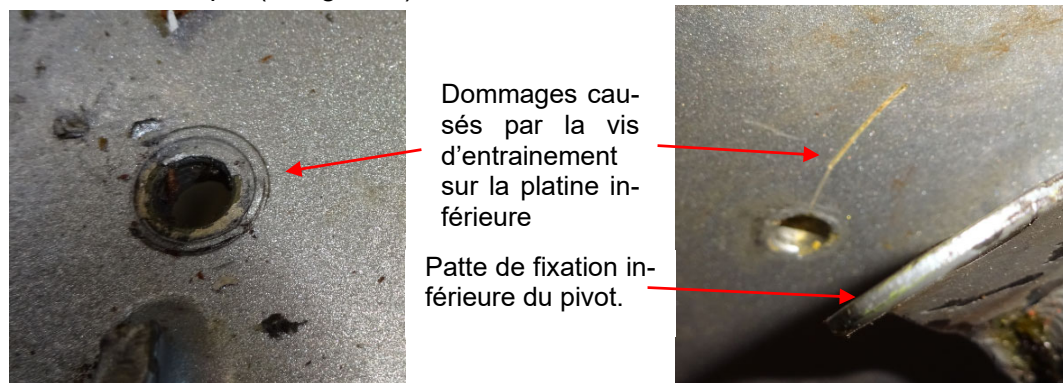 Dommages cau-
sés par la vis
d'entrainement
sur la platine in-
férieure
Patte de fixation in-
férieure du pivot.